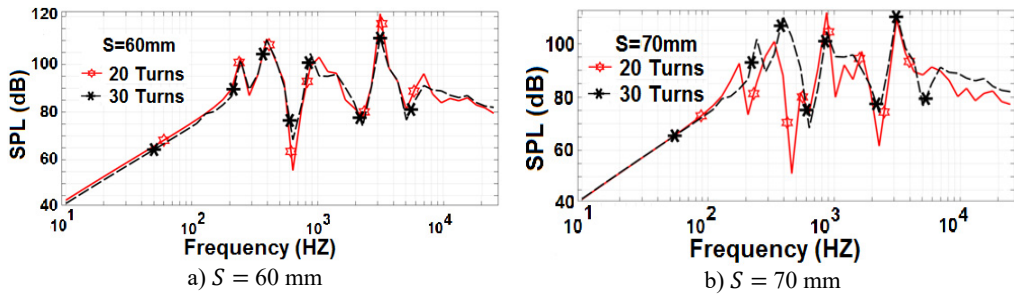 120
100
80
60
40
SPL (dB)
S=60mm
20 Turns
30 Turns
10^1
10^2
10^3
10^4
Frequency (HZ)
a) S = 60 mm
100
80
60
40
SPL (dB)
S=70mm
20 Turns
30 Turns
10^1
10^2
10^3
10^4
Frequency (HZ)
b) S = 70 mm